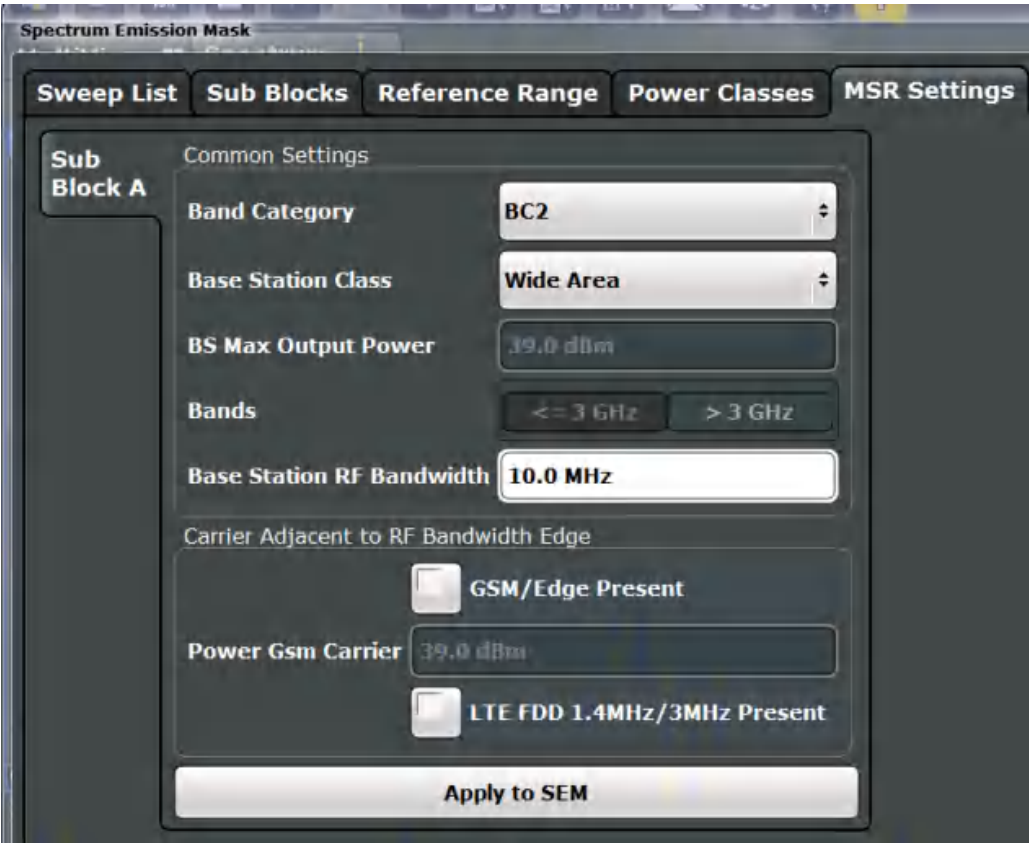 Spectrum Emission Mask
Sweep List Sub Blocks Reference Range Power Classes MSR Settings
Sub
Block A
Common Settings
Band Category BC2
Base Station Class Wide Area
BS Max Output Power 39.0 dBm
Bands <= 3 GHz > 3 GHz
Base Station RF Bandwidth 10.0 MHz
Carrier Adjacent to RF Bandwidth Edge
GSM/Edge Present
Power Gsm Carrier 39.0 dBm
LTE FDD 1.4MHz/3MHz Present
Apply to SEM